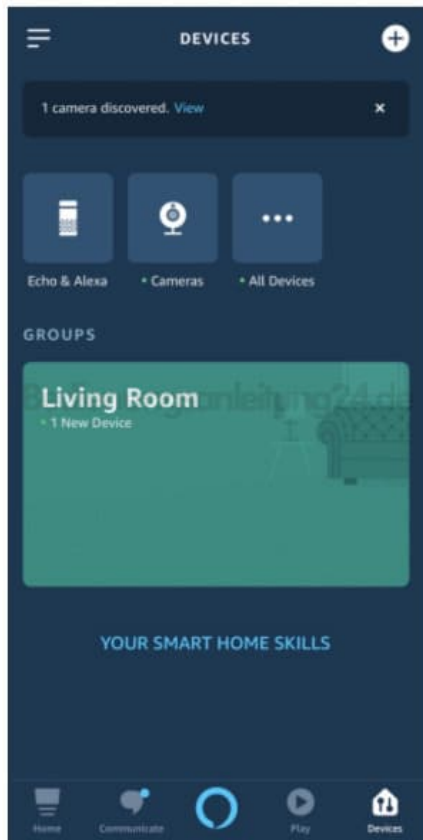 DEVICES
1 camera discovered. View
Echo & Alexa
Cameras
All Devices
GROUPS
Living Room
1 New Device
YOUR SMART HOME SKILLS
Home
Communicate
Play
Devices